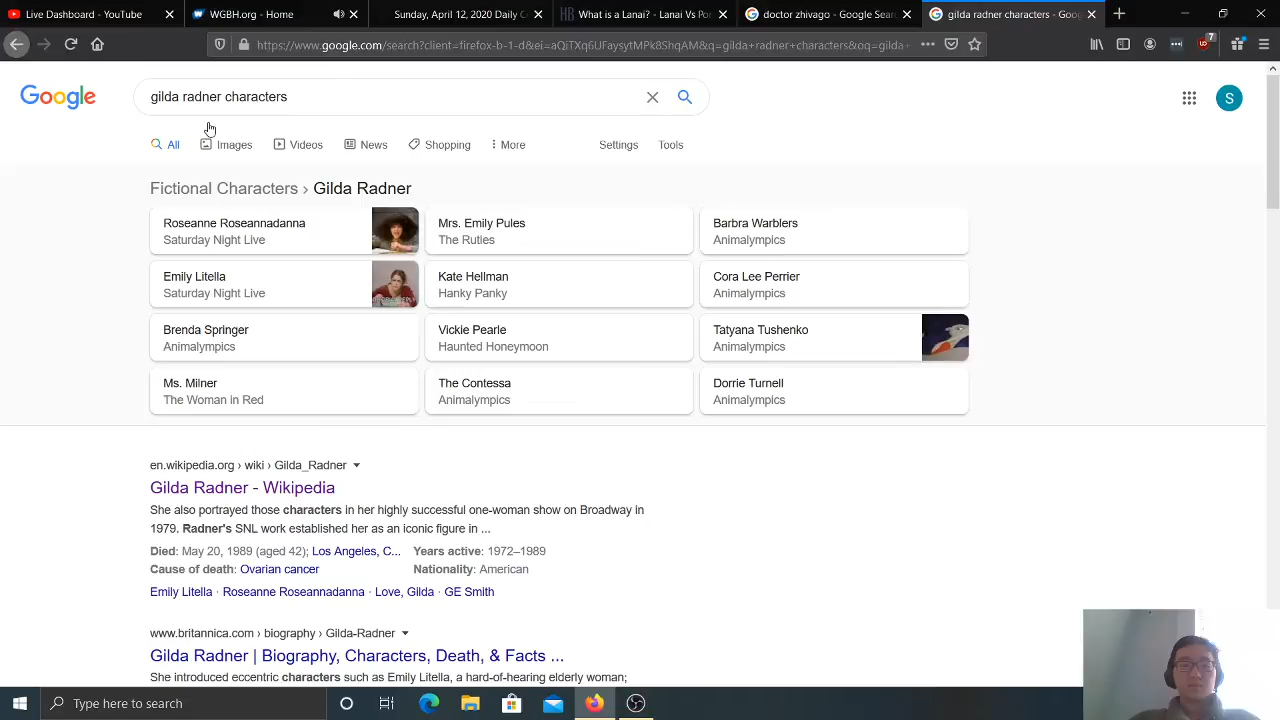 Live Dashboard - YouTube
WGBH.org - Home
Sunday, April 12, 2020 Daily C
What is a Lanai? - Lanai Vs Po
doctor zhivago - Google Sear
gilda radner characters - Goog
https://www.google.com/search?client=firefox-b-1-d&ei=aQiTXq6UFaysytMPk8ShqAM&q=gilda+radner+characters&oq=gilda
7
Google
gilda radner characters
S
All
Images
Videos
News
Shopping
More
Settings
Tools
Fictional Characters › Gilda Radner
Roseanne Roseannadanna
Saturday Night Live
Mrs. Emily Pules
The Ruties
Barbra Warblers
Animalympics
Emily Litella
Saturday Night Live
Kate Hellman
Hanky Panky
Cora Lee Perrier
Animalympics
Brenda Springer
Animalympics
Vickie Pearle
Haunted Honeymoon
Tatyana Tushenko
Animalympics
Ms. Milner
The Woman in Red
The Contessa
Animalympics
Dorrie Turnell
Animalympics
en.wikipedia.org › wiki › Gilda_Radner
Gilda Radner - Wikipedia
She also portrayed those characters in her highly successful one-woman show on Broadway in
1979. Radner's SNL work established her as an iconic figure in ...
Died: May 20, 1989 (aged 42); Los Angeles, C... Years active: 1972–1989
Cause of death: Ovarian cancer Nationality: American
Emily Litella · Roseanne Roseannadanna · Love, Gilda · GE Smith
www.britannica.com › biography › Gilda-Radner
Gilda Radner | Biography, Characters, Death, & Facts ...
She introduced eccentric characters such as Emily Litella, a hard-of-hearing elderly woman;
Type here to search